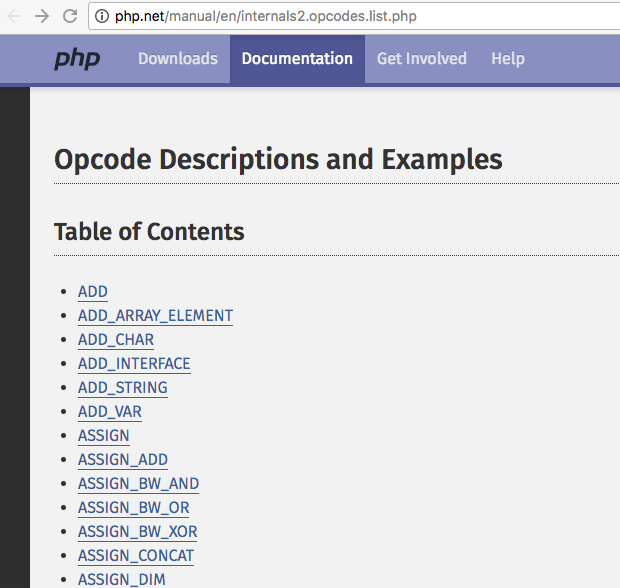 php.net/manual/en/internals2.opcodes.list.php
php Downloads Documentation Get Involved Help
Opcode Descriptions and Examples
Table of Contents
ADD
ADD_ARRAY_ELEMENT
ADD_CHAR
ADD_INTERFACE
ADD_STRING
ADD_VAR
ASSIGN
ASSIGN_ADD
ASSIGN_BW_AND
ASSIGN_BW_OR
ASSIGN_BW_XOR
ASSIGN_CONCAT
ASSIGN_DIM